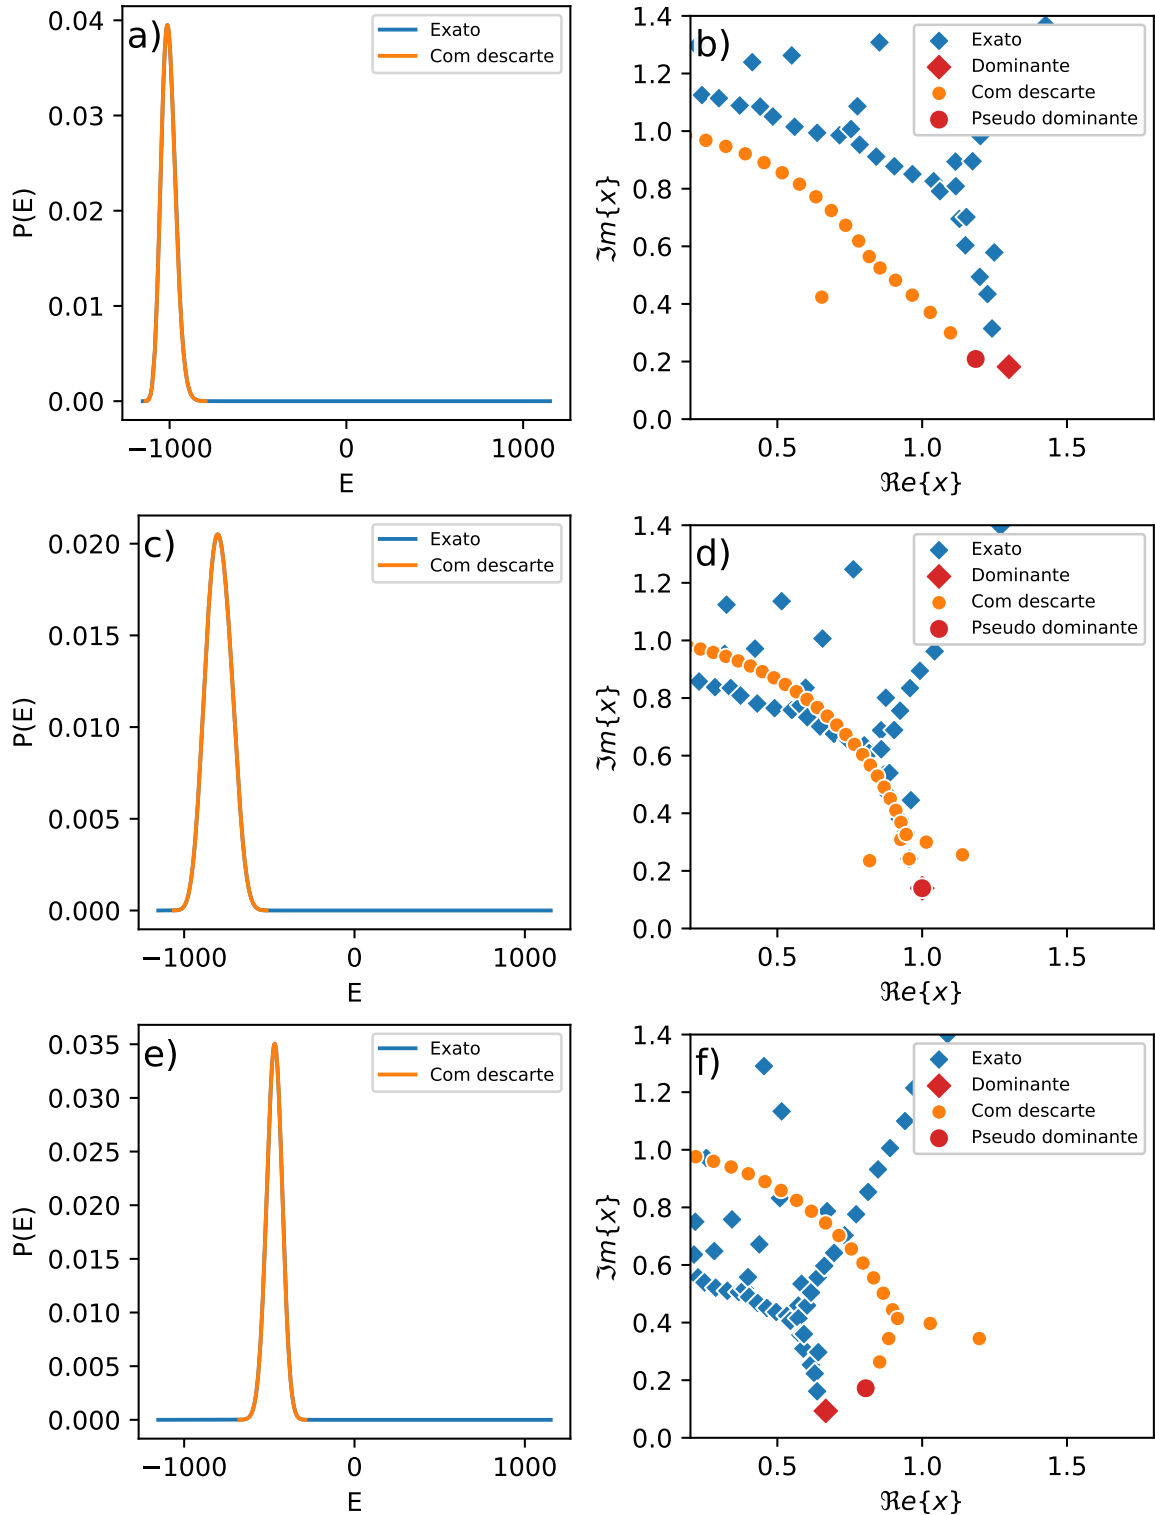 a)
Exato
Com descarte
P(E)
0.04
0.03
0.02
0.01
0.00
−1000
0
1000
E
b)
Exato
Dominante
Com descarte
Pseudo dominante
ℑm{x}
1.4
1.2
1.0
0.8
0.6
0.4
0.2
0.0
0.5
1.0
1.5
ℜe{x}
c)
Exato
Com descarte
P(E)
0.020
0.015
0.010
0.005
0.000
−1000
0
1000
E
d)
Exato
Dominante
Com descarte
Pseudo dominante
ℑm{x}
1.4
1.2
1.0
0.8
0.6
0.4
0.2
0.0
0.5
1.0
1.5
ℜe{x}
e)
Exato
Com descarte
P(E)
0.035
0.030
0.025
0.020
0.015
0.010
0.005
0.000
−1000
0
1000
E
f)
Exato
Dominante
Com descarte
Pseudo dominante
ℑm{x}
1.4
1.2
1.0
0.8
0.6
0.4
0.2
0.0
0.5
1.0
1.5
ℜe{x}